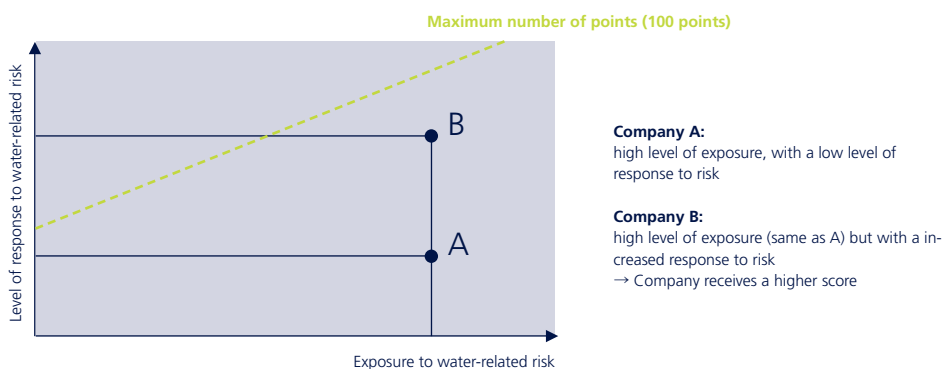 Maximum number of points (100 points)
Level of response to water-related risk
B
A
Exposure to water-related risk
Company A:
high level of exposure, with a low level of
response to risk
Company B:
high level of exposure (same as A) but with a in-
creased response to risk
→ Company receives a higher score